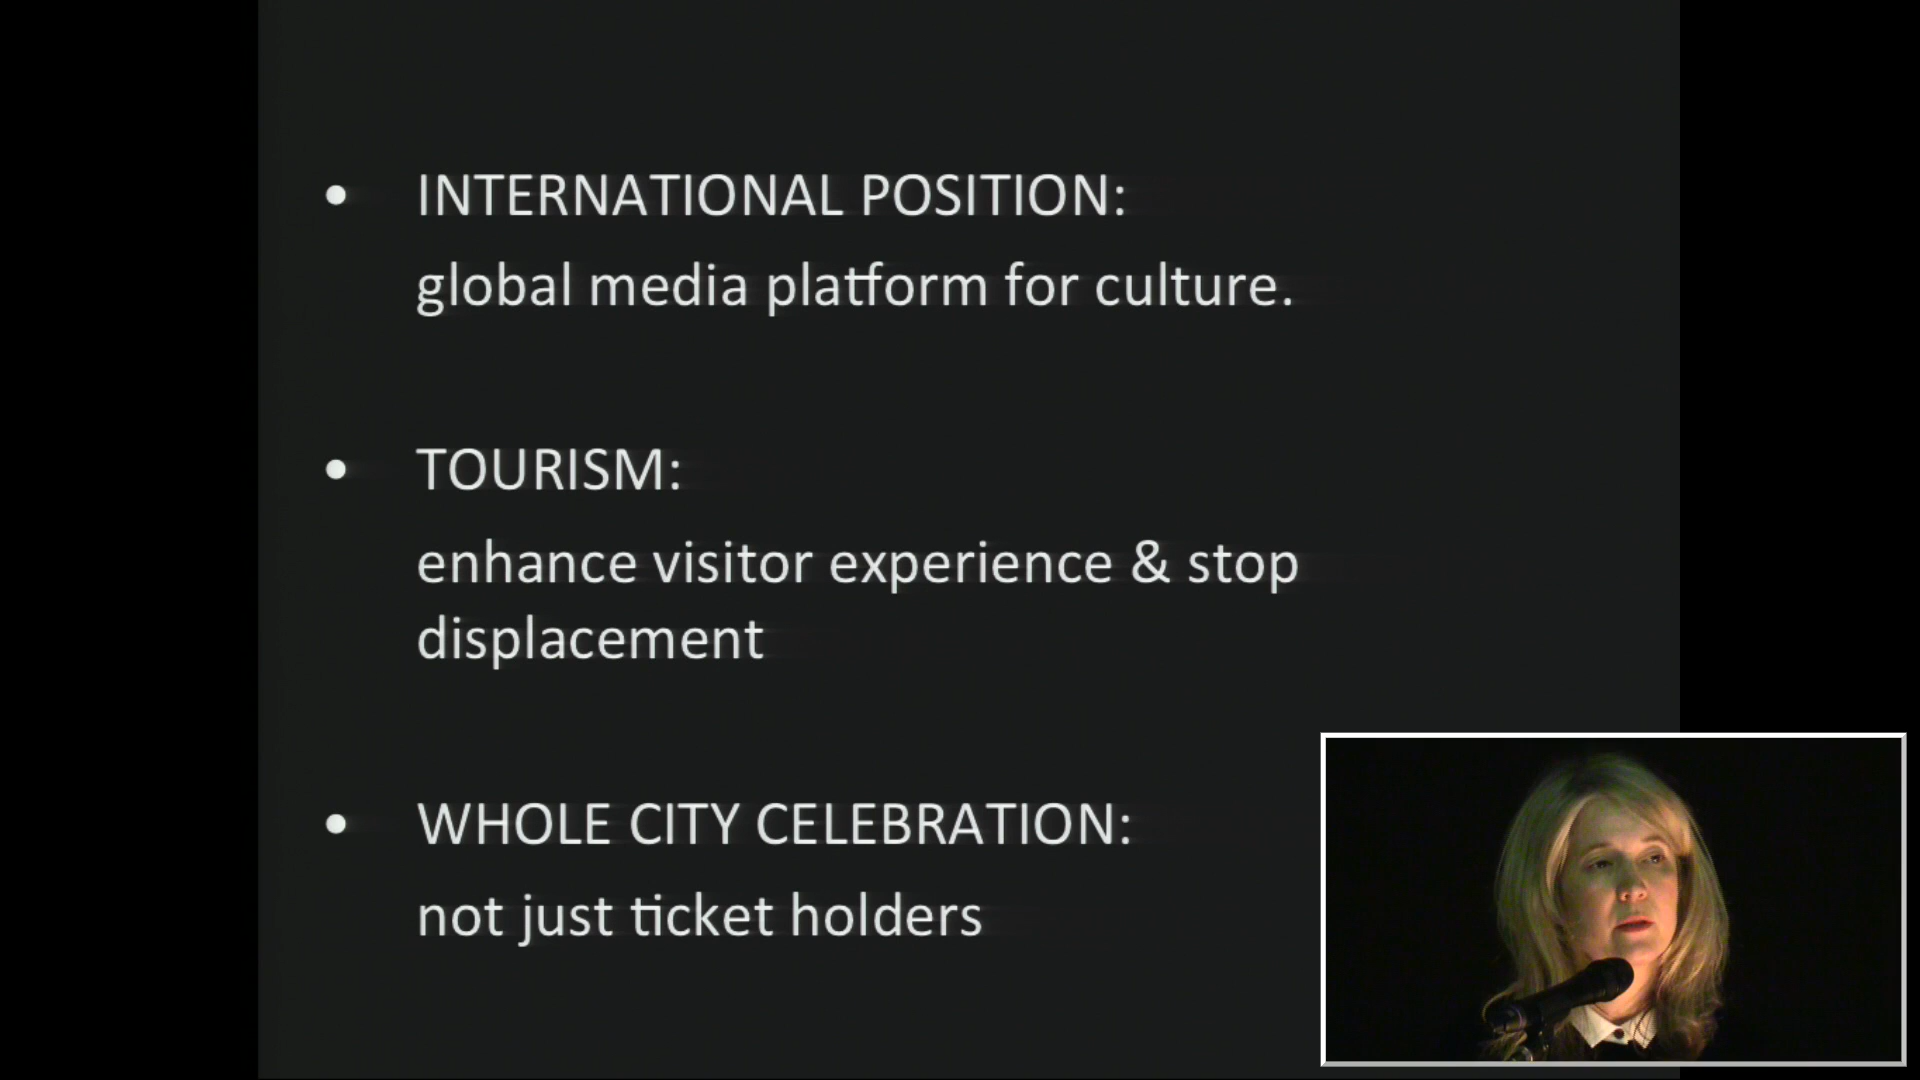 • INTERNATIONAL POSITION:
global media platform for culture.
• TOURISM:
enhance visitor experience & stop
displacement
• WHOLE CITY CELEBRATION:
not just ticket holders